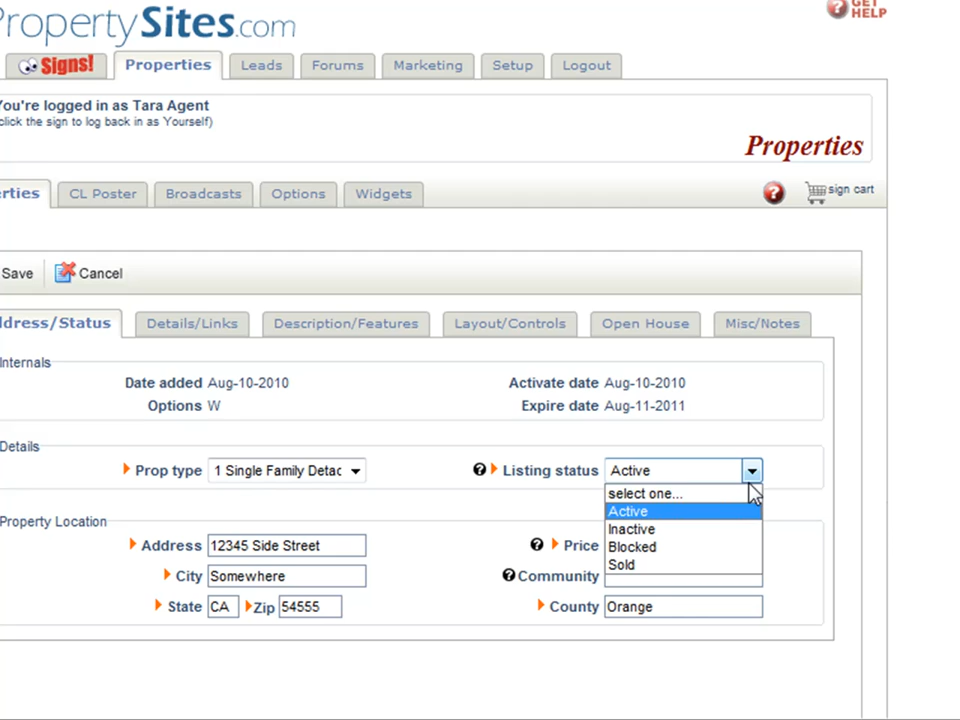 PropertySites.com
GET
HELP
Signs!
Properties
Leads
Forums
Marketing
Setup
Logout
You're logged in as Tara Agent
click the sign to log back in as Yourself)
Properties
erties
CL Poster
Broadcasts
Options
Widgets
?
sign cart
Save
Cancel
dress/Status
Details/Links
Description/Features
Layout/Controls
Open House
Misc/Notes
Internals
Date added Aug-10-2010
Activate date Aug-10-2010
Options W
Expire date Aug-11-2011
Details
Prop type 1 Single Family Detac
? Listing status Active
select one...
Active
Inactive
Blocked
Sold
Property Location
Address 12345 Side Street
? Price
City Somewhere
? Community
State CA Zip 54555
County Orange